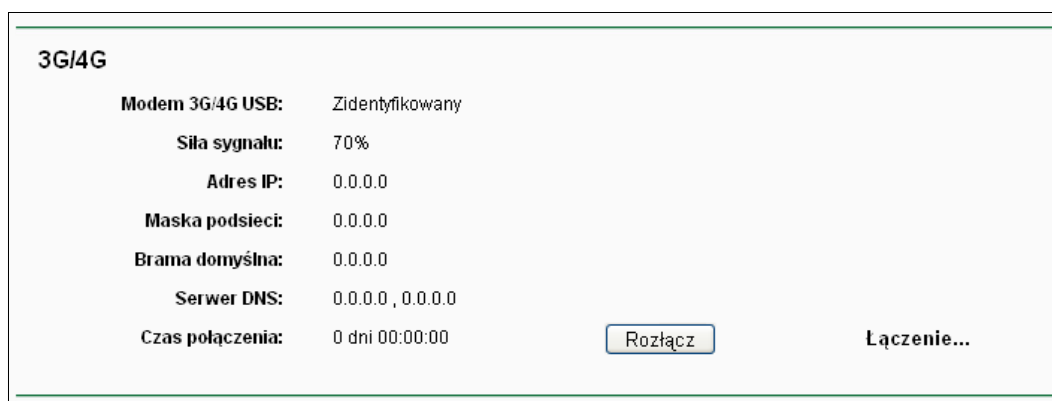 3G/4G
Modem 3G/4G USB: Zidentyfikowany
Siła sygnału: 70%
Adres IP: 0.0.0.0
Maska podsieci: 0.0.0.0
Brama domyślna: 0.0.0.0
Serwer DNS: 0.0.0.0 , 0.0.0.0
Czas połączenia: 0 dni 00:00:00 Rozłącz Łączenie...